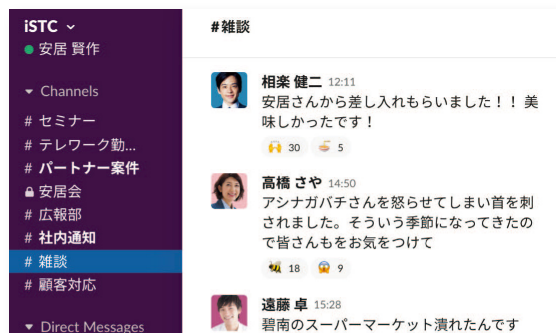 iSTC
安居 賢作
Channels
# セミナー
# テレワーク勤...
# パートナー案件
安居会
# 広報部
# 社内通知
# 雑談
# 顧客対応
Direct Messages
#雑談
相楽 健二 12:11
安居さんから差し入れもらいました！！ 美
味しかったです！
30 5
高橋 さや 14:50
アシナガバチさんを怒らせてしまい首を刺
されました。そういう季節になってきたの
で皆さんもをお気をつけて
18 9
遠藤 卓 15:28
碧南のスーパーマーケット潰れたんです